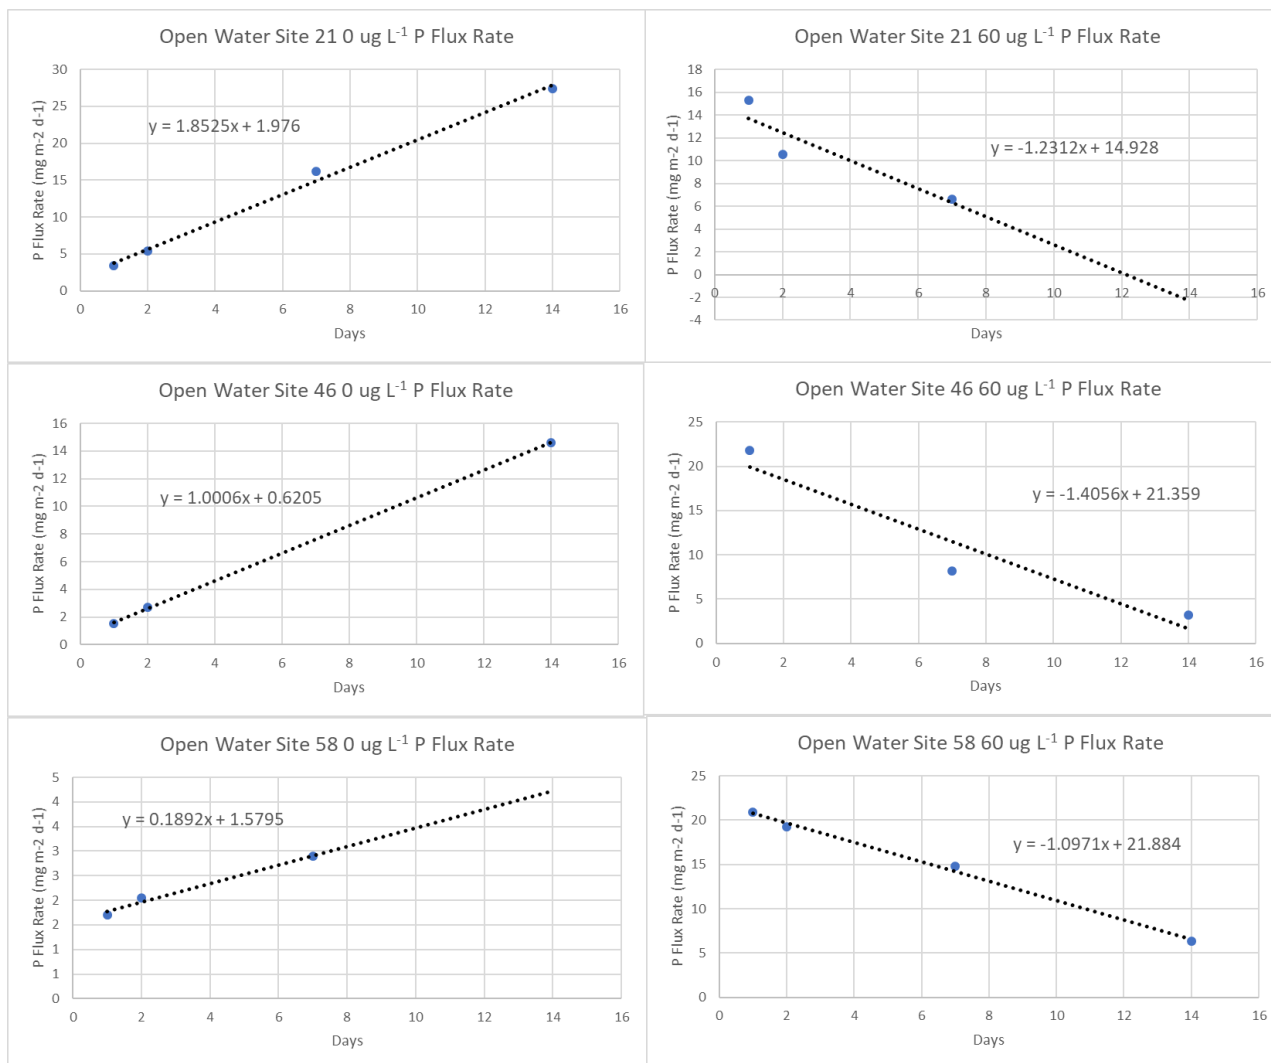 Open Water Site 21 0 ug L⁻¹ P Flux Rate
P Flux Rate (mg m-2 d-1)
30
25
20
15
10
5
0
y = 1.8525x + 1.976
0 2 4 6 8 10 12 14 16
Days
Open Water Site 21 60 ug L⁻¹ P Flux Rate
P Flux Rate (mg m-2 d-1)
18
16
14
12
10
8
6
4
2
0
-2
-4
y = -1.2312x + 14.928
0 2 4 6 8 10 12 14 16
Days
Open Water Site 46 0 ug L⁻¹ P Flux Rate
P Flux Rate (mg m-2 d-1)
16
14
12
10
8
6
4
2
0
y = 1.0006x + 0.6205
0 2 4 6 8 10 12 14 16
Days
Open Water Site 46 60 ug L⁻¹ P Flux Rate
P Flux Rate (mg m-2 d-1)
25
20
15
10
5
0
y = -1.4056x + 21.359
0 2 4 6 8 10 12 14 16
Days
Open Water Site 58 0 ug L⁻¹ P Flux Rate
P Flux Rate (mg m-2 d-1)
5
4
4
3
3
2
2
1
1
0
y = 0.1892x + 1.5795
0 2 4 6 8 10 12 14 16
Days
Open Water Site 58 60 ug L⁻¹ P Flux Rate
P Flux Rate (mg m-2 d-1)
25
20
15
10
5
0
y = -1.0971x + 21.884
0 2 4 6 8 10 12 14 16
Days